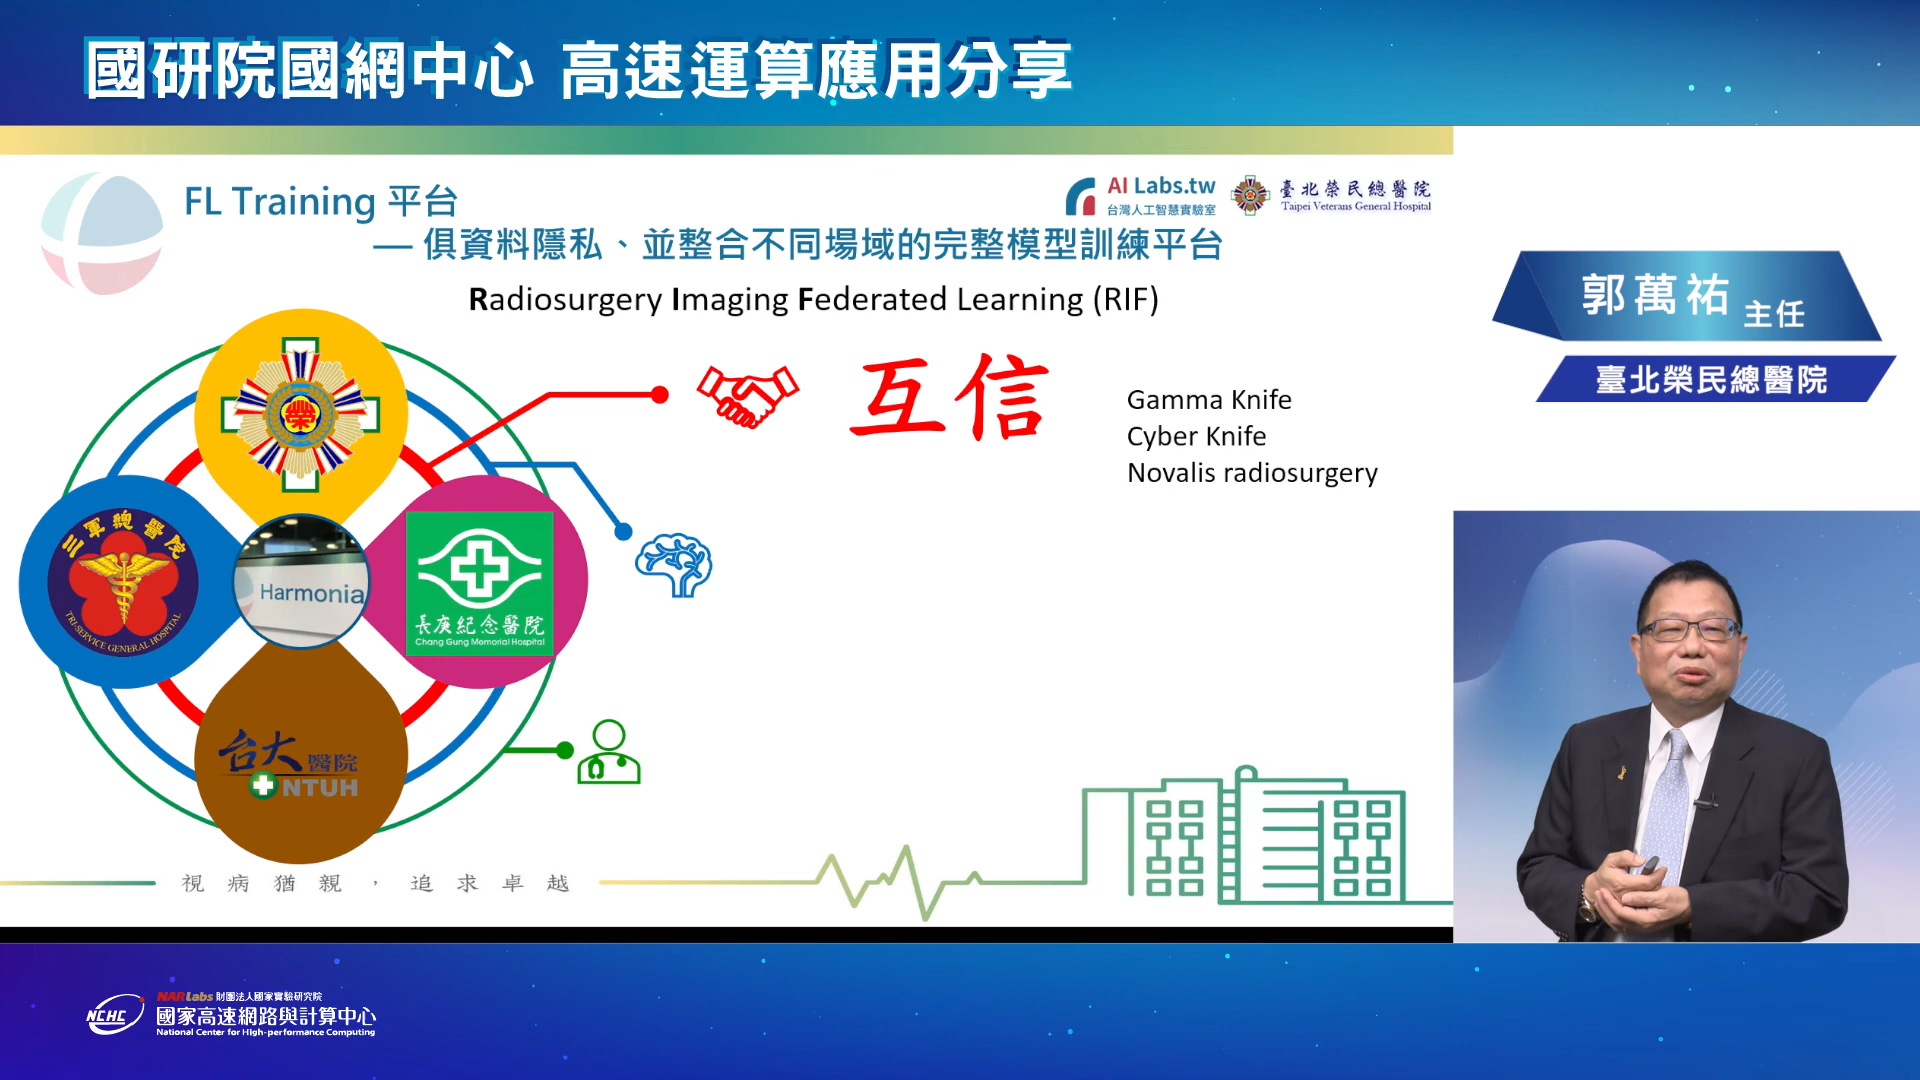 國研院國網中心 高速運算應用分享
FL Training 平台
— 俱資料隱私、並整合不同場域的完整模型訓練平台
AI Labs.tw
台灣人工智慧實驗室
臺北榮民總醫院
Taipei Veterans General Hospital
Radiosurgery Imaging Federated Learning (RIF)
郭萬祐 主任
臺北榮民總醫院
互信
Gamma Knife
Cyber Knife
Novalis radiosurgery
榮
三軍總醫院
TRI-SERVICE GENERAL HOSPITAL
Harmonia
長庚紀念醫院
Chang Gung Memorial Hospital
台大醫院
NTUH
視病猶親，追求卓越
NCHC
NARLabs 財團法人國家實驗研究院
國家高速網路與計算中心
National Center for High-performance Computing